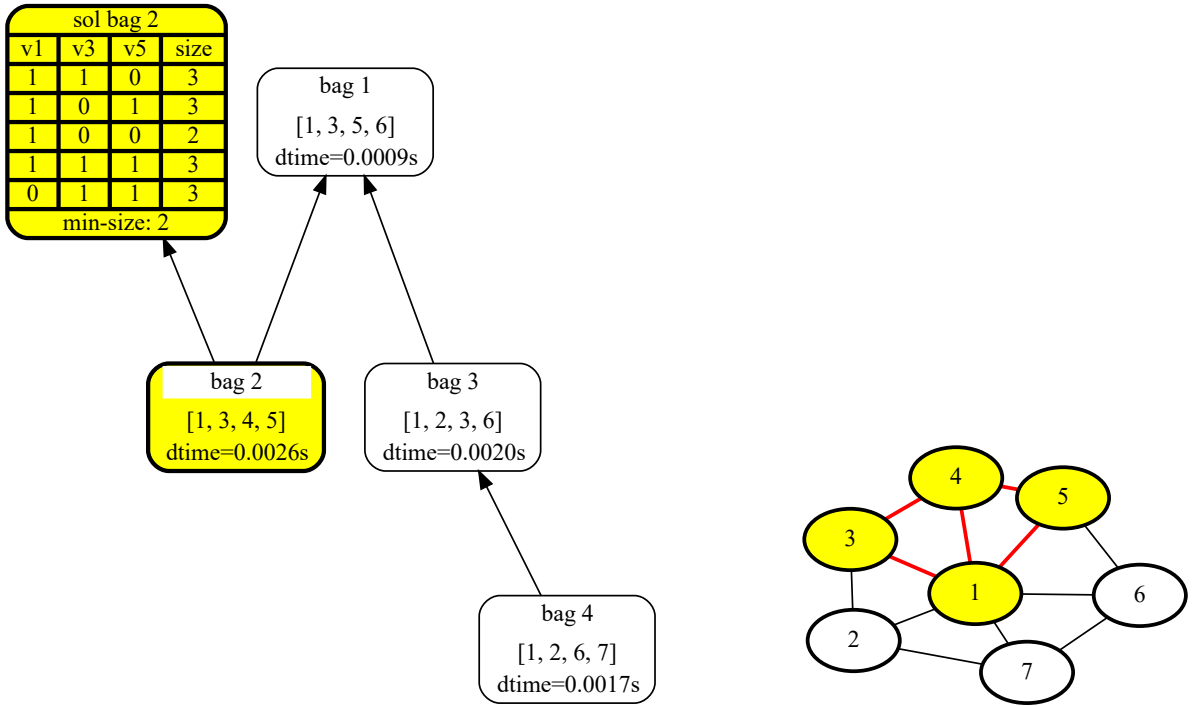 sol bag 2
v1 v3 v5 size
1 1 0 3
1 0 1 3
1 0 0 2
1 1 1 3
0 1 1 3
min-size: 2
bag 1
[1, 3, 5, 6]
dtime=0.0009s
bag 2
[1, 3, 4, 5]
dtime=0.0026s
bag 3
[1, 2, 3, 6]
dtime=0.0020s
bag 4
[1, 2, 6, 7]
dtime=0.0017s
4
5
3
1
6
2
7